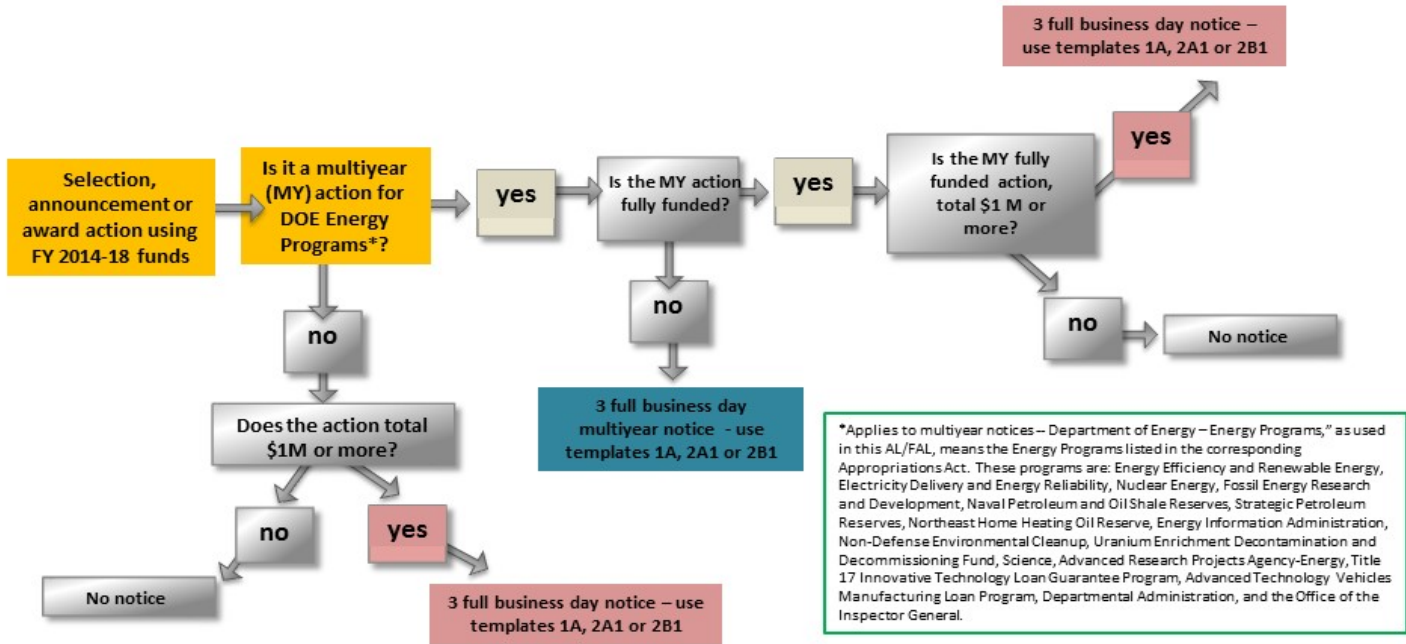 3 full business day notice –
use templates 1A, 2A1 or 2B1
yes
Selection,
announcement or
award action using
FY 2014-18 funds
Is it a multiyear
(MY) action for
DOE Energy
Programs*?
yes
Is the MY action
fully funded?
yes
Is the MY fully
funded action,
total $1 M or
more?
no
no
no
No notice
Does the action total
$1M or more?
3 full business day
multiyear notice - use
templates 1A, 2A1 or 2B1
no
yes
No notice
3 full business day notice – use
templates 1A, 2A1 or 2B1
*Applies to multiyear notices -- Department of Energy – Energy Programs,” as used
in this AL/FAL, means the Energy Programs listed in the corresponding
Appropriations Act. These programs are: Energy Efficiency and Renewable Energy,
Electricity Delivery and Energy Reliability, Nuclear Energy, Fossil Energy Research
and Development, Naval Petroleum and Oil Shale Reserves, Strategic Petroleum
Reserves, Northeast Home Heating Oil Reserve, Energy Information Administration,
Non-Defense Environmental Cleanup, Uranium Enrichment Decontamination and
Decommissioning Fund, Science, Advanced Research Projects Agency-Energy, Title
17 Innovative Technology Loan Guarantee Program, Advanced Technology Vehicles
Manufacturing Loan Program, Departmental Administration, and the Office of the
Inspector General.